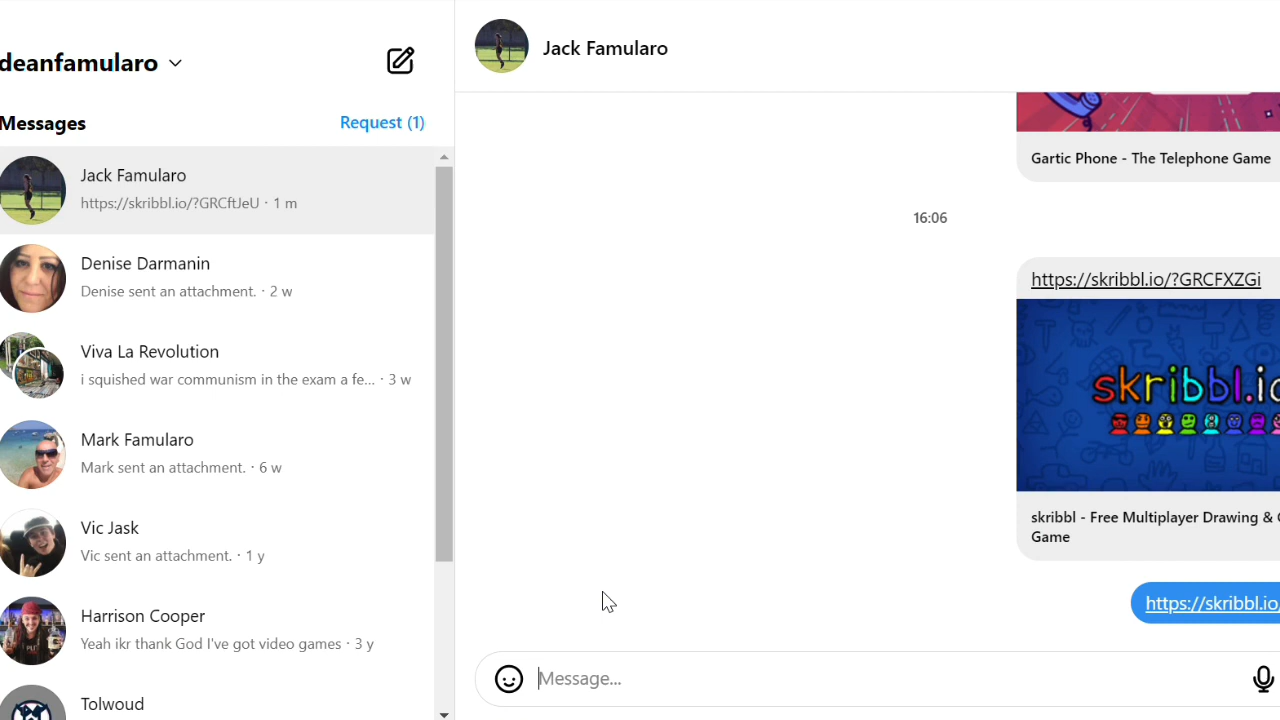 deanfamularo
Messages
Request (1)
Jack Famularo
https://skribbl.io/?GRCftJeU · 1 m
Denise Darmanin
Denise sent an attachment. · 2 w
Viva La Revolution
i squished war communism in the exam a fe... · 3 w
Mark Famularo
Mark sent an attachment. · 6 w
Vic Jask
Vic sent an attachment. · 1 y
Harrison Cooper
Yeah ikr thank God I've got video games · 3 y
Tolwoud
Jack Famularo
Gartic Phone - The Telephone Game
16:06
https://skribbl.io/?GRCFXZGi
skribbl.io
skribbl - Free Multiplayer Drawing &
Game
https://skribbl.io/
Message...